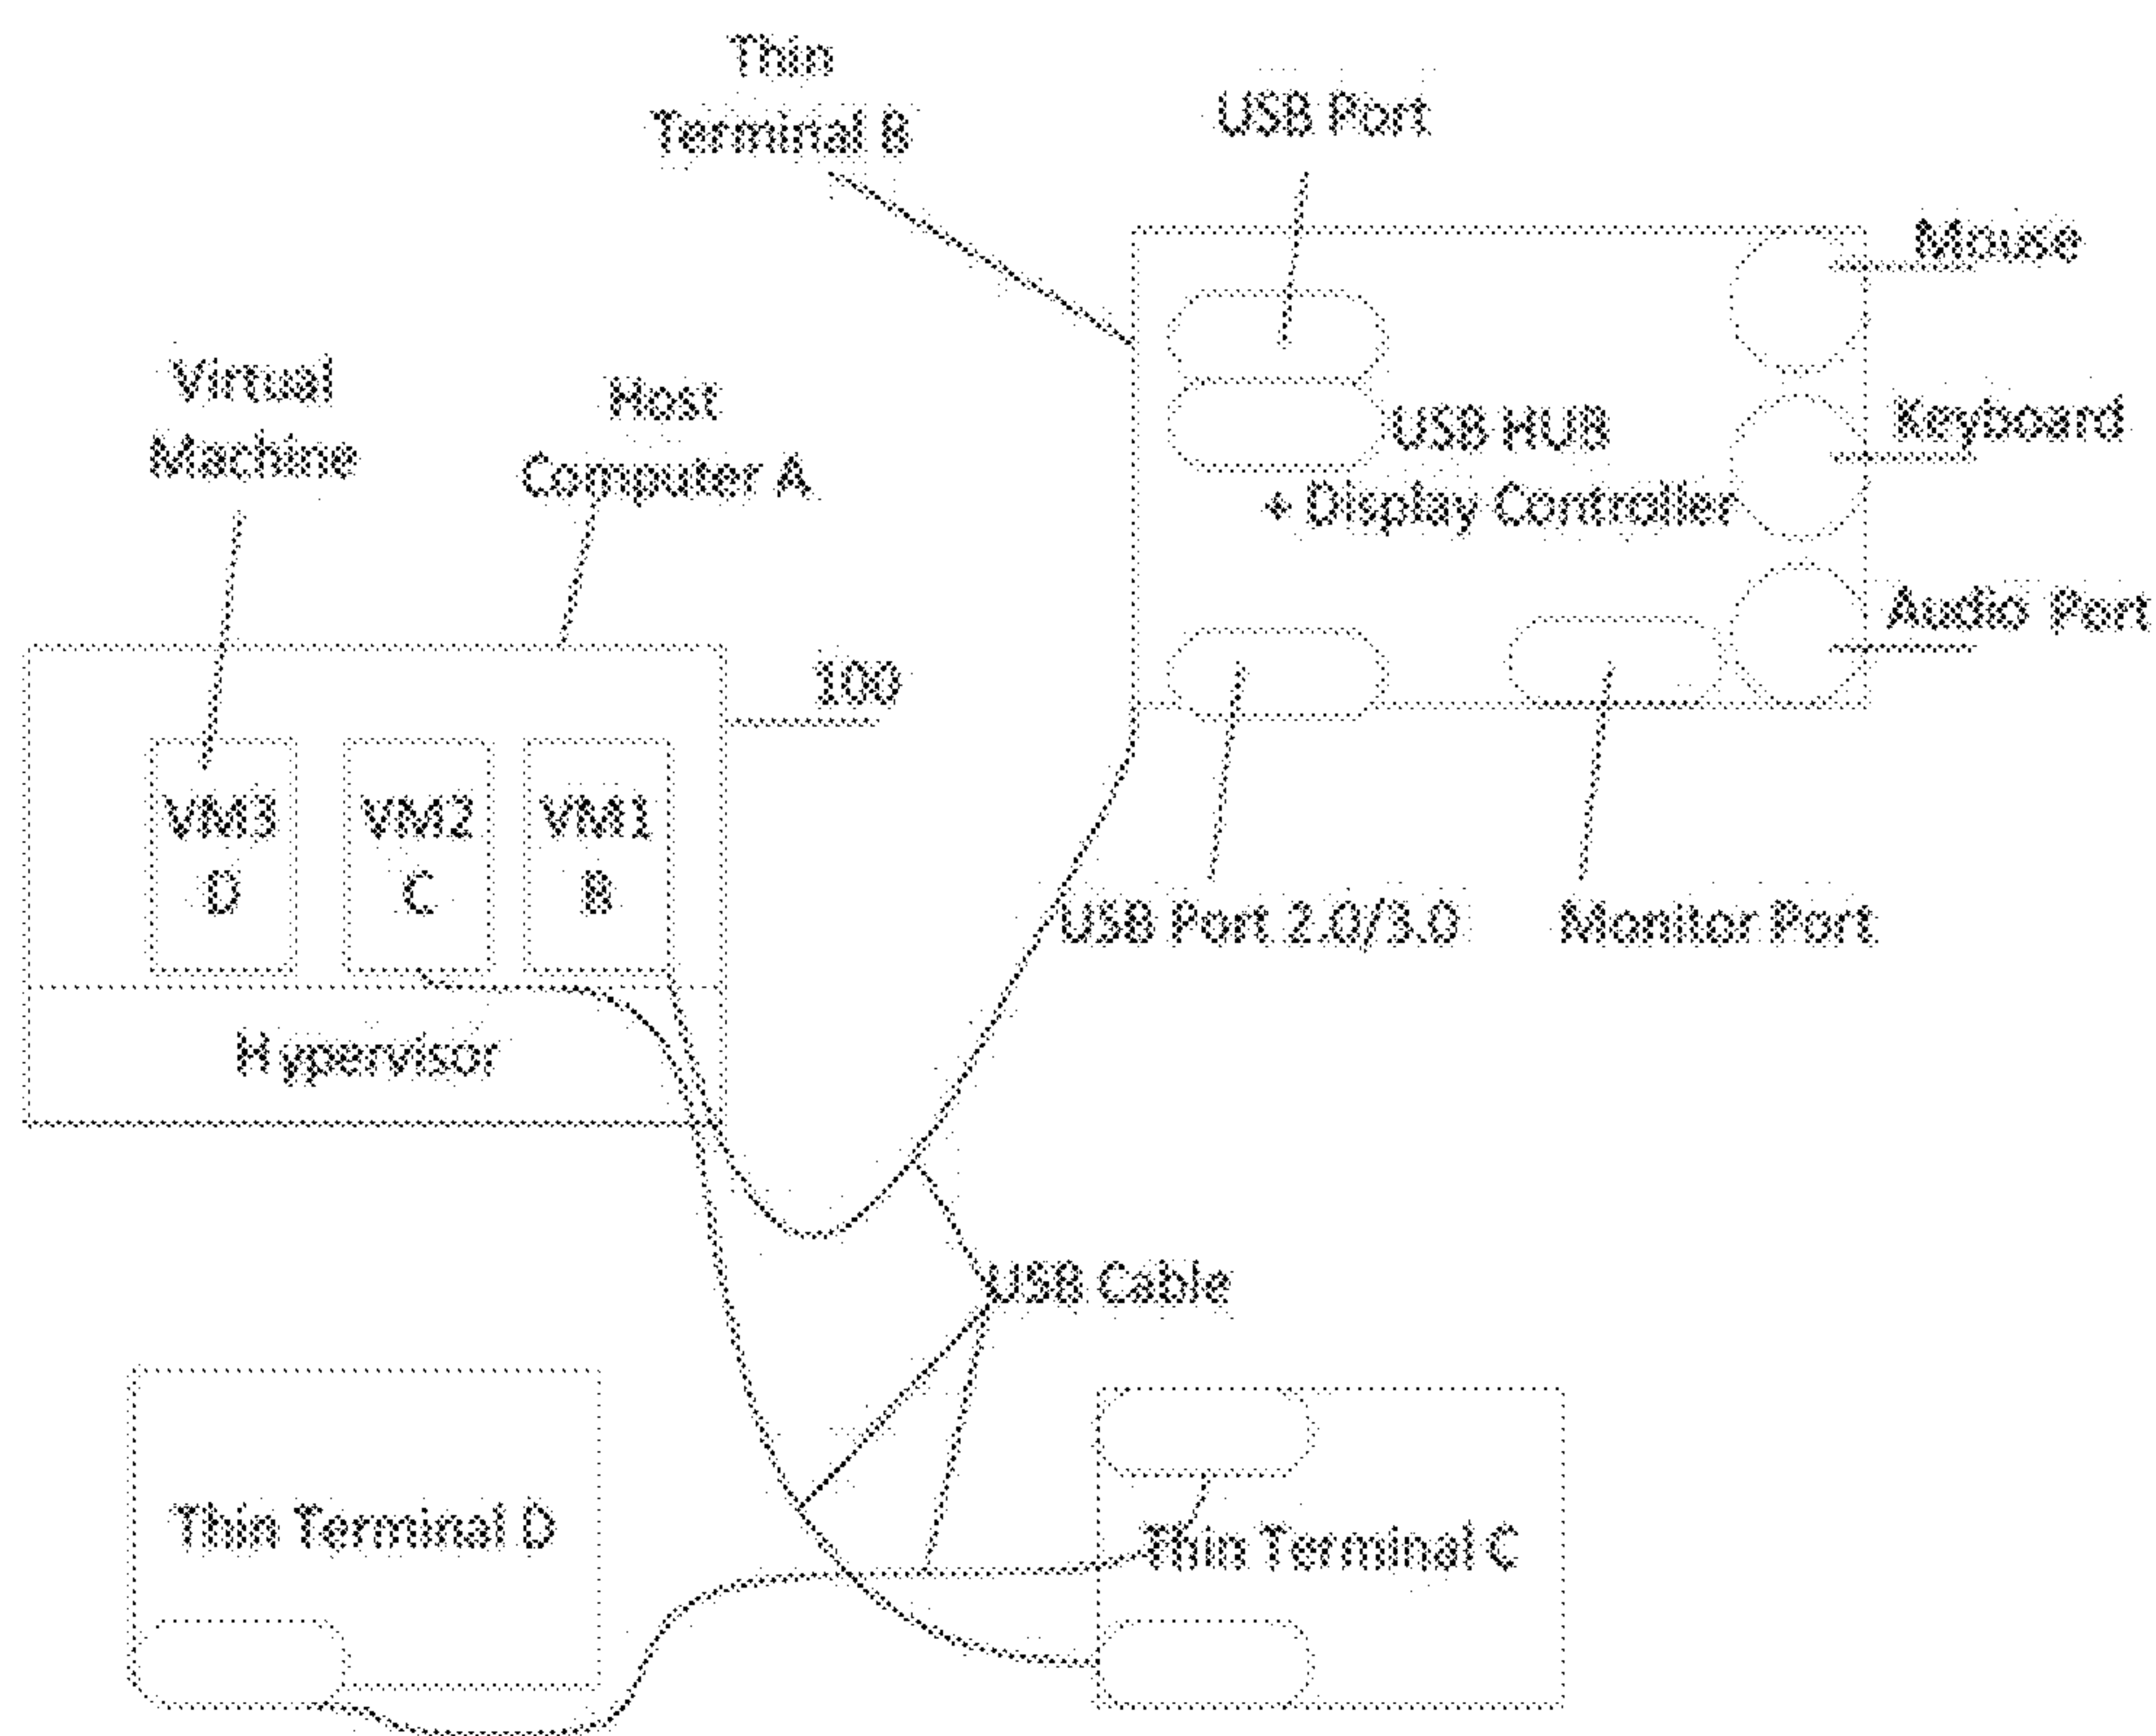 Thin
Terminal B
USB Port
Mouse
Virtual
Machine
Host
Computer A
USB HUB
+ Display Controller
Keyboard
Audio Port
100
VM3
D
VM2
C
VM1
B
USB Port 2.0/3.0
Monitor Port
Hypervisor
USB Cable
Thin Terminal D
Thin Terminal C